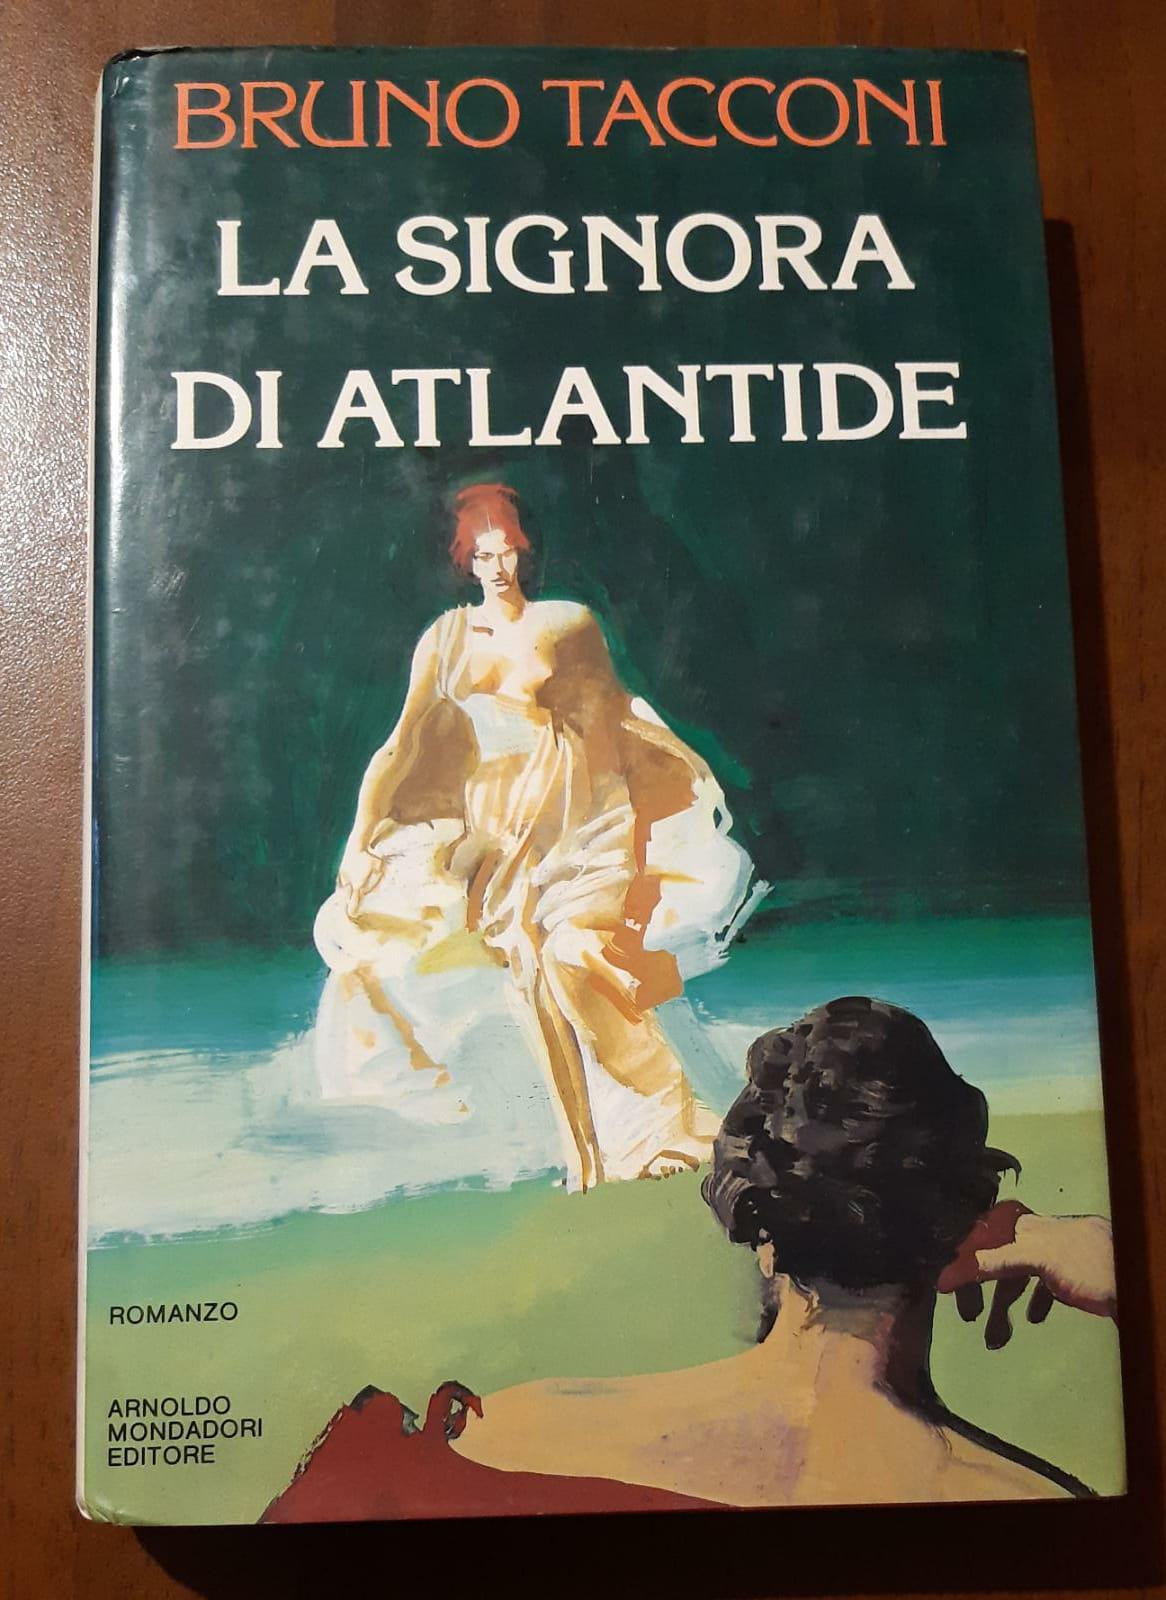 BRUNO TACCONI
LA SIGNORA
DI ATLANTIDE
ROMANZO
ARNOLDO
MONDADORI
EDITORE